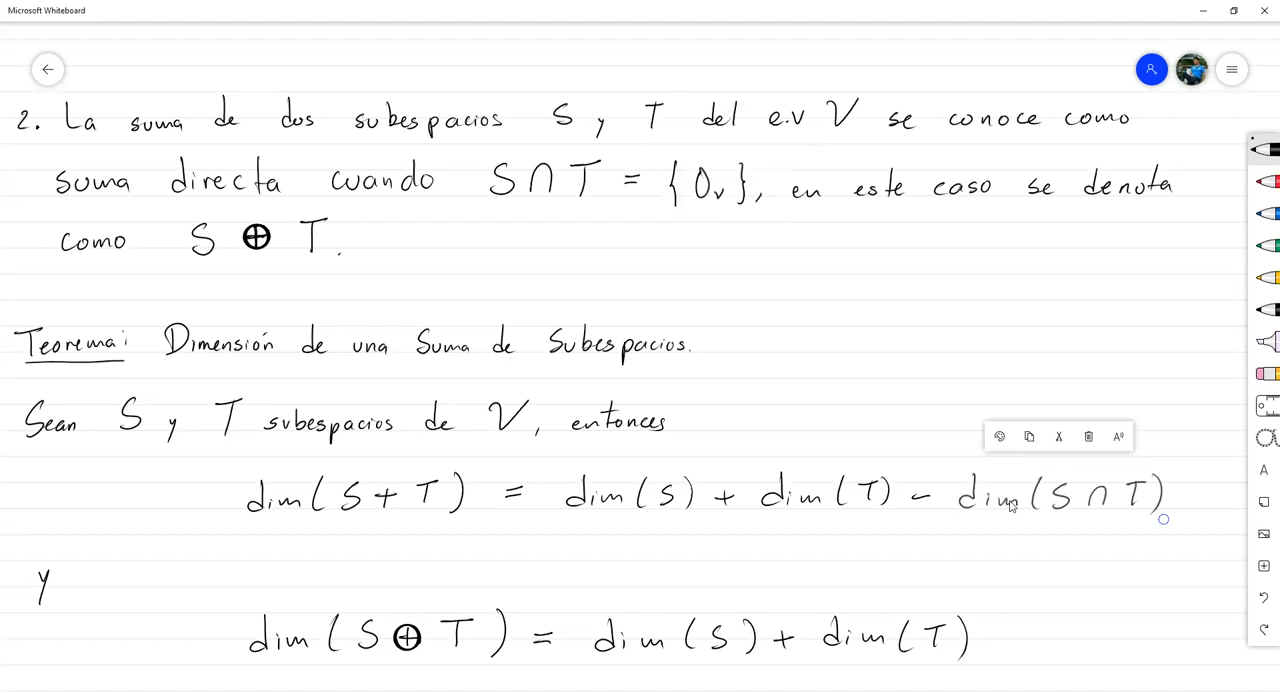 Microsoft Whiteboard
2. La suma de dos subespacios S y T del e.v V se conoce como
suma directa cuando S ∩ T = {0ᵥ}, en este caso se denota
como S ⊕ T.
Teorema: Dimensión de una Suma de Subespacios.
Sean S y T subespacios de V, entonces
dim(S + T) = dim(S) + dim(T) - dim(S ∩ T)
y
dim(S ⊕ T) = dim(S) + dim(T)